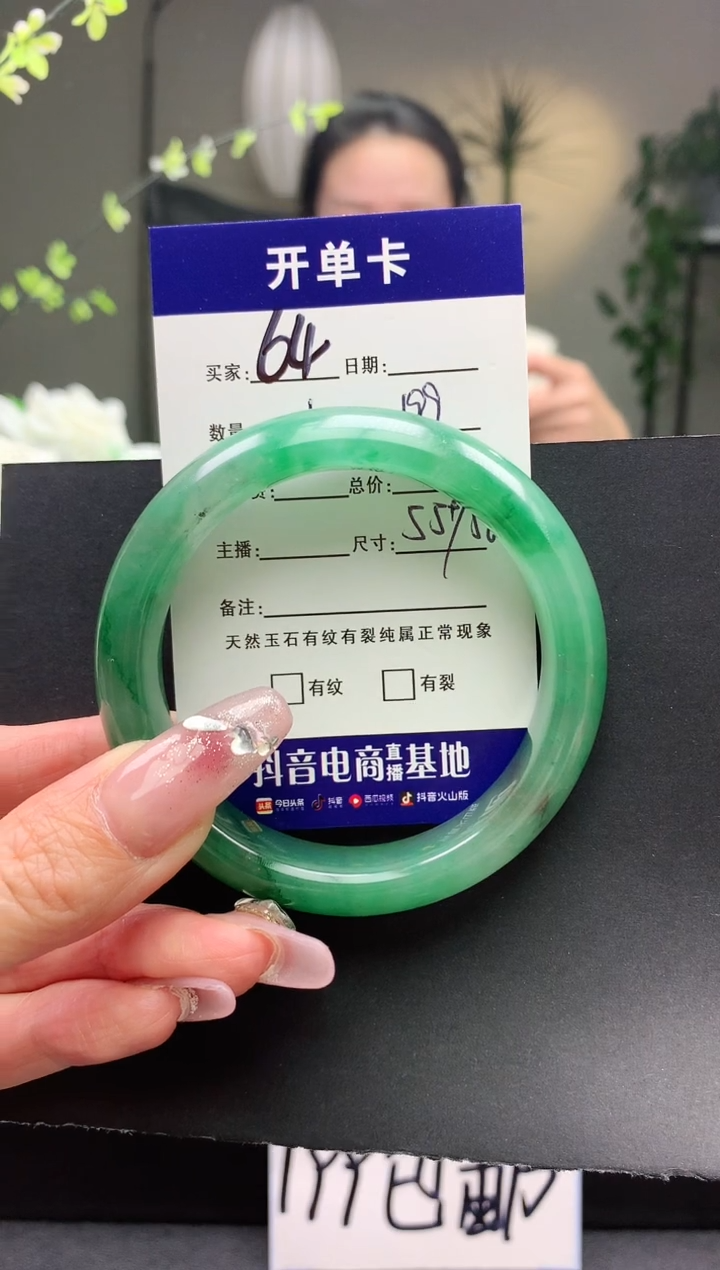 开单卡
买家: 64 日期:
数量 199
总价:
主播: 尺寸: 55
备注:
天然玉石有纹有裂纯属正常现象
有纹 有裂
抖音电商直播基地
头条 今日头条 抖音 西瓜视频 抖音火山版
199包邮